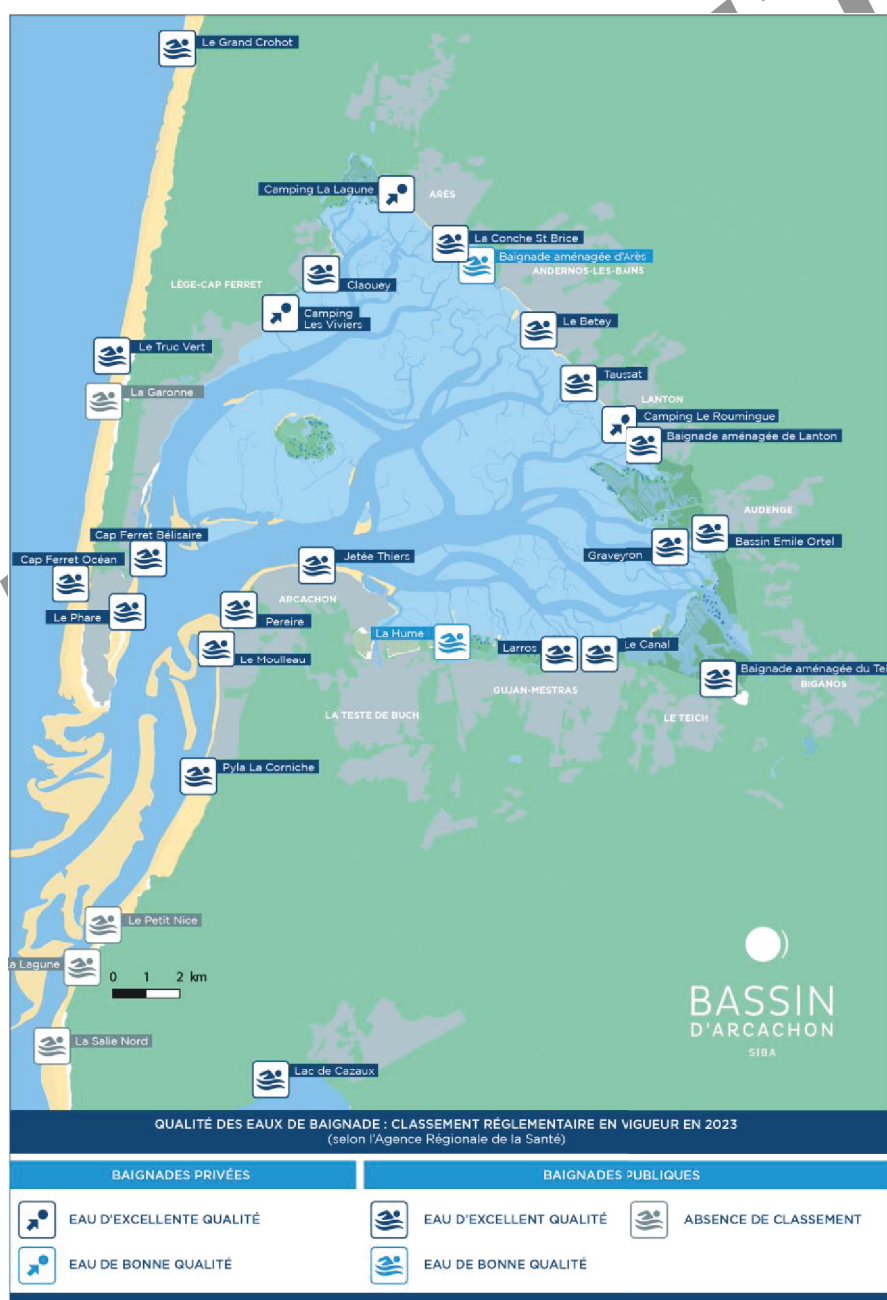 Le Grand Crohot
Camping La Lagune
ARÈS
La Conche St Brice
Baignade aménagée d'Arès
ANDERNOS-LES-BAINS
Claouey
LÈGE-CAP FERRET
Camping
Les Viviers
Le Betey
Le Truc Vert
Taussat
La Garonne
LANTON
Camping Le Roumingue
Baignade aménagée de Lanton
AUDENGE
Cap Ferret Bélisaire
Bassin Emile Ortel
Graveyron
Jetée Thiers
Cap Ferret Océan
ARCACHON
Le Phare
Pereire
La Hume
Larros
Le Canal
Le Moulleau
Baignade aménagée du Tei
BIGANOS
GUJAN-MESTRAS
LA TESTE DE BUCH
LE TEICH
Pyla La Corniche
Le Petit Nice
a Lagune
0 1 2 km
BASSIN
D'ARCACHON
SIBA
La Salie Nord
Lac de Cazaux
QUALITÉ DES EAUX DE BAIGNADE : CLASSEMENT RÉGLEMENTAIRE EN VIGUEUR EN 2023
(selon l'Agence Régionale de la Santé)
BAIGNADES PRIVÉES
BAIGNADES PUBLIQUES
EAU D'EXCELLENTE QUALITÉ
EAU D'EXCELLENT QUALITÉ
ABSENCE DE CLASSEMENT
EAU DE BONNE QUALITÉ
EAU DE BONNE QUALITÉ